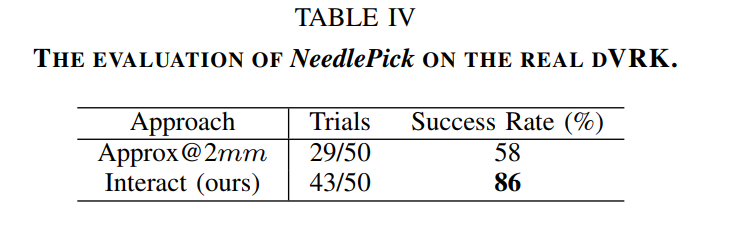 TABLE IV
THE EVALUATION OF NeedlePick ON THE REAL DVRK.
Approach Trials Success Rate (%)
Approx@2mm 29/50 58
Interact (ours) 43/50 86